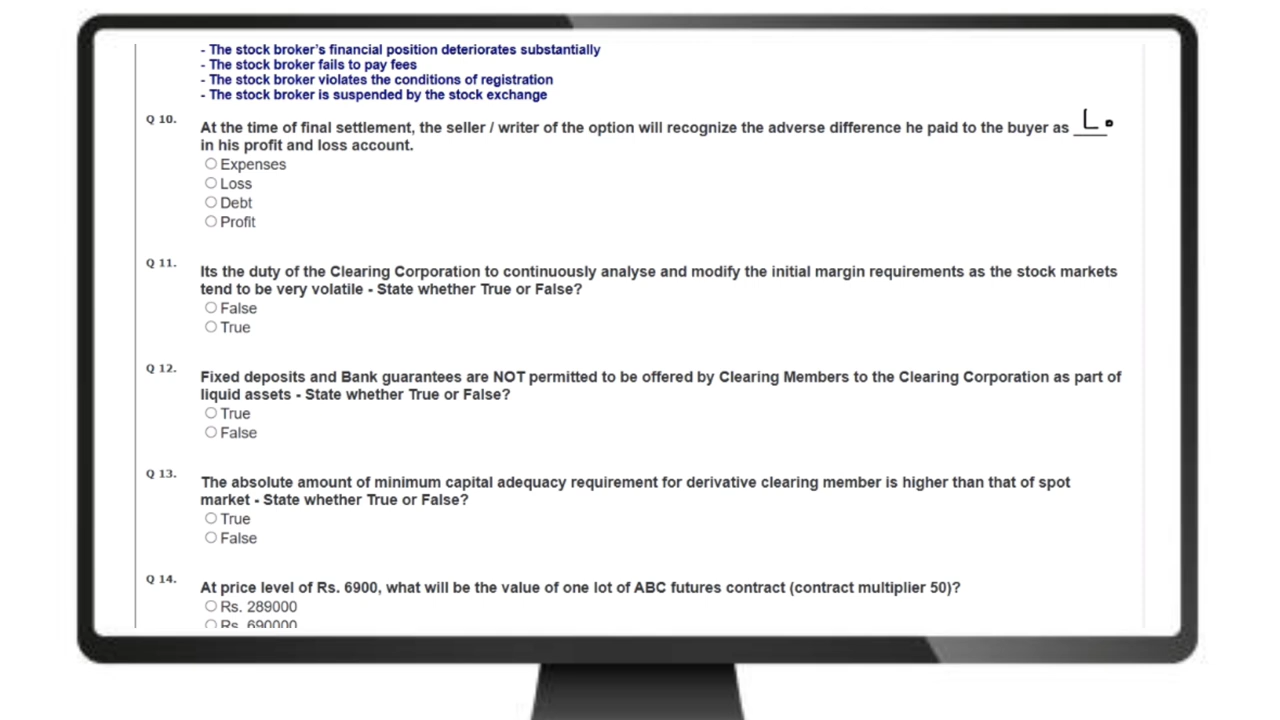 - The stock broker's financial position deteriorates substantially
- The stock broker fails to pay fees
- The stock broker violates the conditions of registration
- The stock broker is suspended by the stock exchange
Q 10. At the time of final settlement, the seller / writer of the option will recognize the adverse difference he paid to the buyer as ___ L
in his profit and loss account.
Expenses
Loss
Debt
Profit
Q 11. Its the duty of the Clearing Corporation to continuously analyse and modify the initial margin requirements as the stock markets
tend to be very volatile - State whether True or False?
False
True
Q 12. Fixed deposits and Bank guarantees are NOT permitted to be offered by Clearing Members to the Clearing Corporation as part of
liquid assets - State whether True or False?
True
False
Q 13. The absolute amount of minimum capital adequacy requirement for derivative clearing member is higher than that of spot
market - State whether True or False?
True
False
Q 14. At price level of Rs. 6900, what will be the value of one lot of ABC futures contract (contract multiplier 50)?
Rs. 289000
Rs. 690000